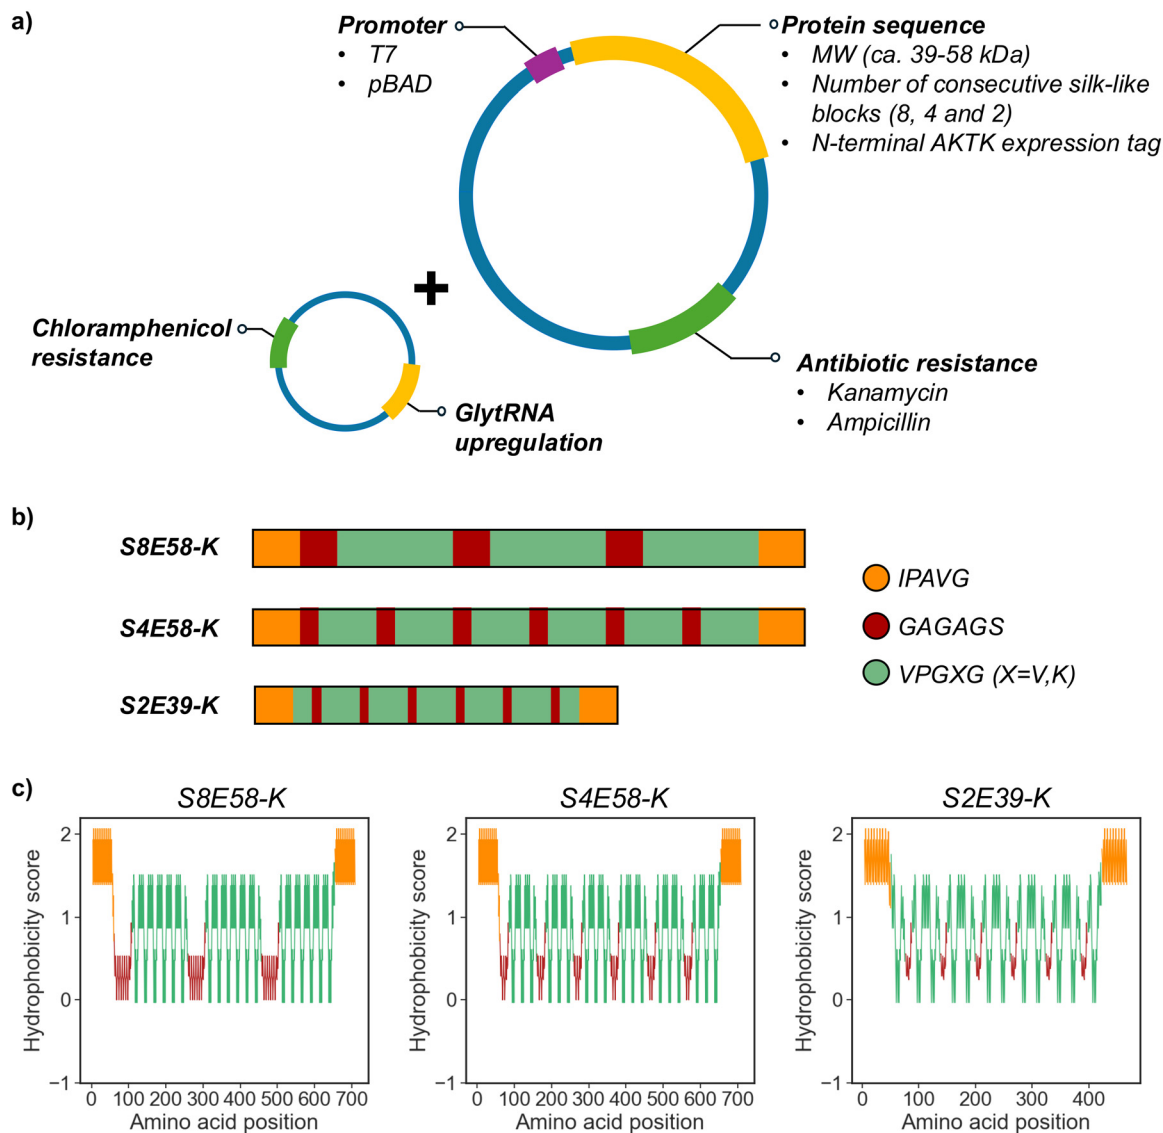 a)
Promoter
• T7
• pBAD
Protein sequence
• MW (ca. 39-58 kDa)
• Number of consecutive silk-like
blocks (8, 4 and 2)
• N-terminal AKTK expression tag
+
Chloramphenicol
resistance
GlytRNA
upregulation
Antibiotic resistance
• Kanamycin
• Ampicillin
b)
S8E58-K
S4E58-K
S2E39-K
IPAVG
GAGAGS
VPGXG (X=V,K)
c)
S8E58-K
Hydrophobicity score
2
1
0
−1
0 100 200 300 400 500 600 700
Amino acid position
S4E58-K
Hydrophobicity score
2
1
0
−1
0 100 200 300 400 500 600 700
Amino acid position
S2E39-K
Hydrophobicity score
2
1
0
−1
0 100 200 300 400
Amino acid position